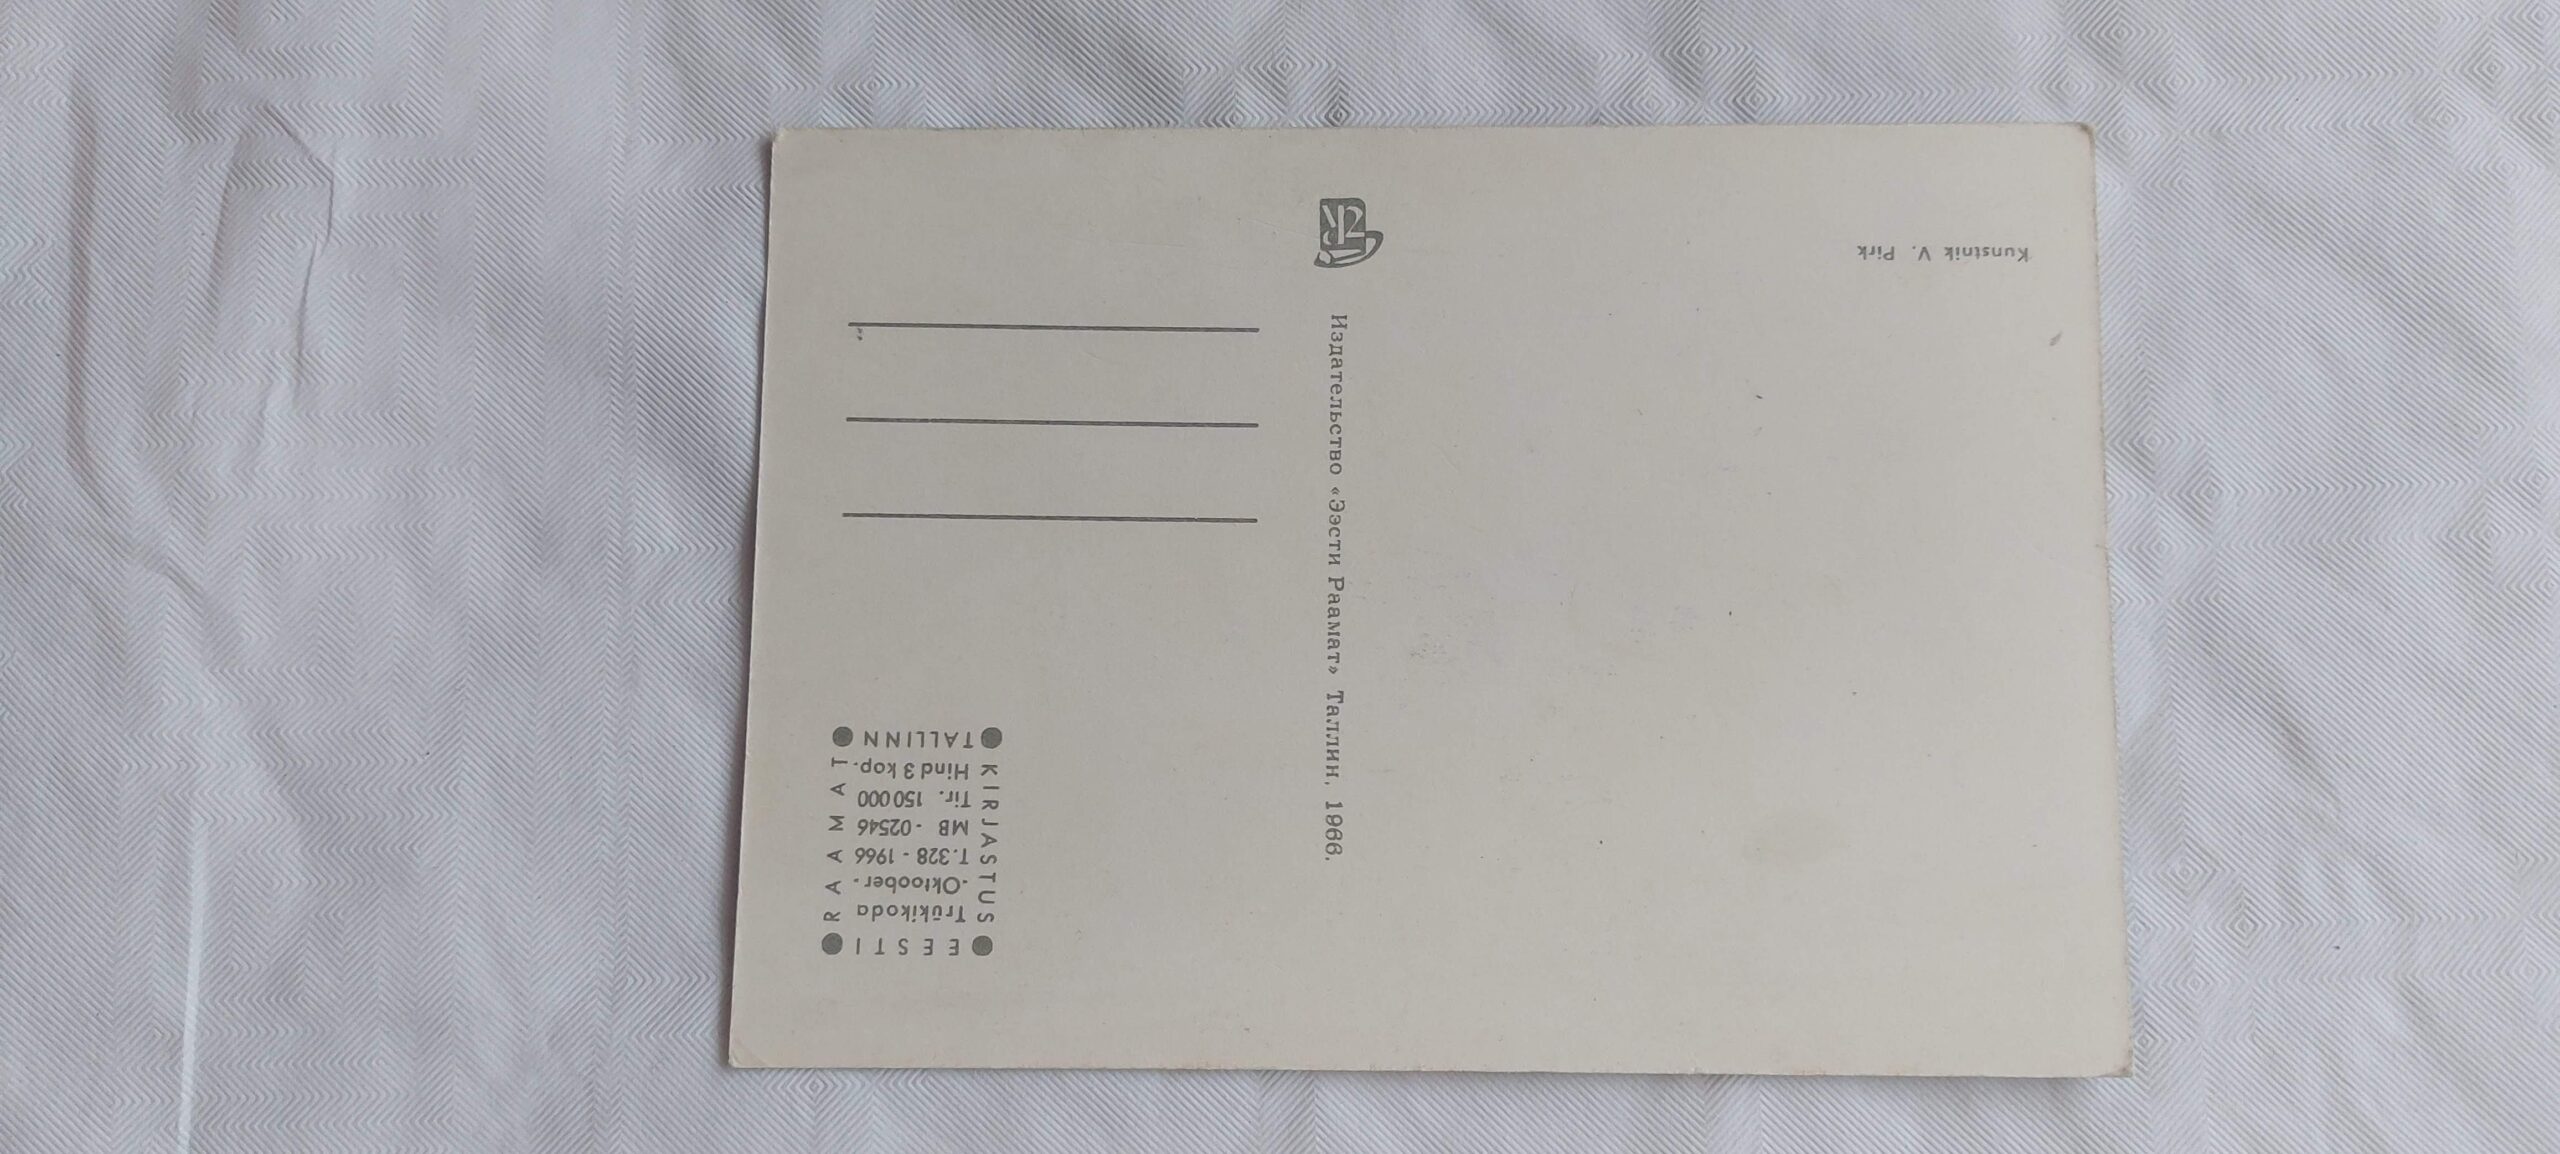 Kunstnik V. Pirk
Издательство «Ээсти Раамат» Таллин, 1966.
EESTI
RAAMAT
KIRJASTUS
Trükikoda
-Oktoober-
T. 328 - 1966
MB - 02546
Tir. 150 000
Hind 3 kop.
TALLINN